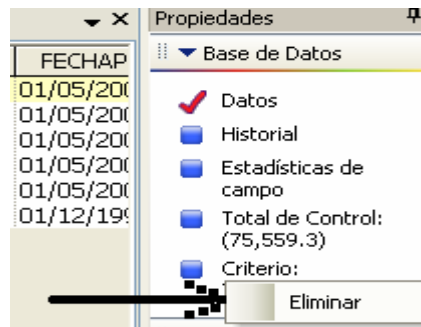 Propiedades
Base de Datos
FECHAP
01/05/200
01/05/200
01/05/200
01/05/200
01/05/200
01/12/199
Datos
Historial
Estadísticas de
campo
Total de Control:
(75,559.3)
Criterio:
Eliminar